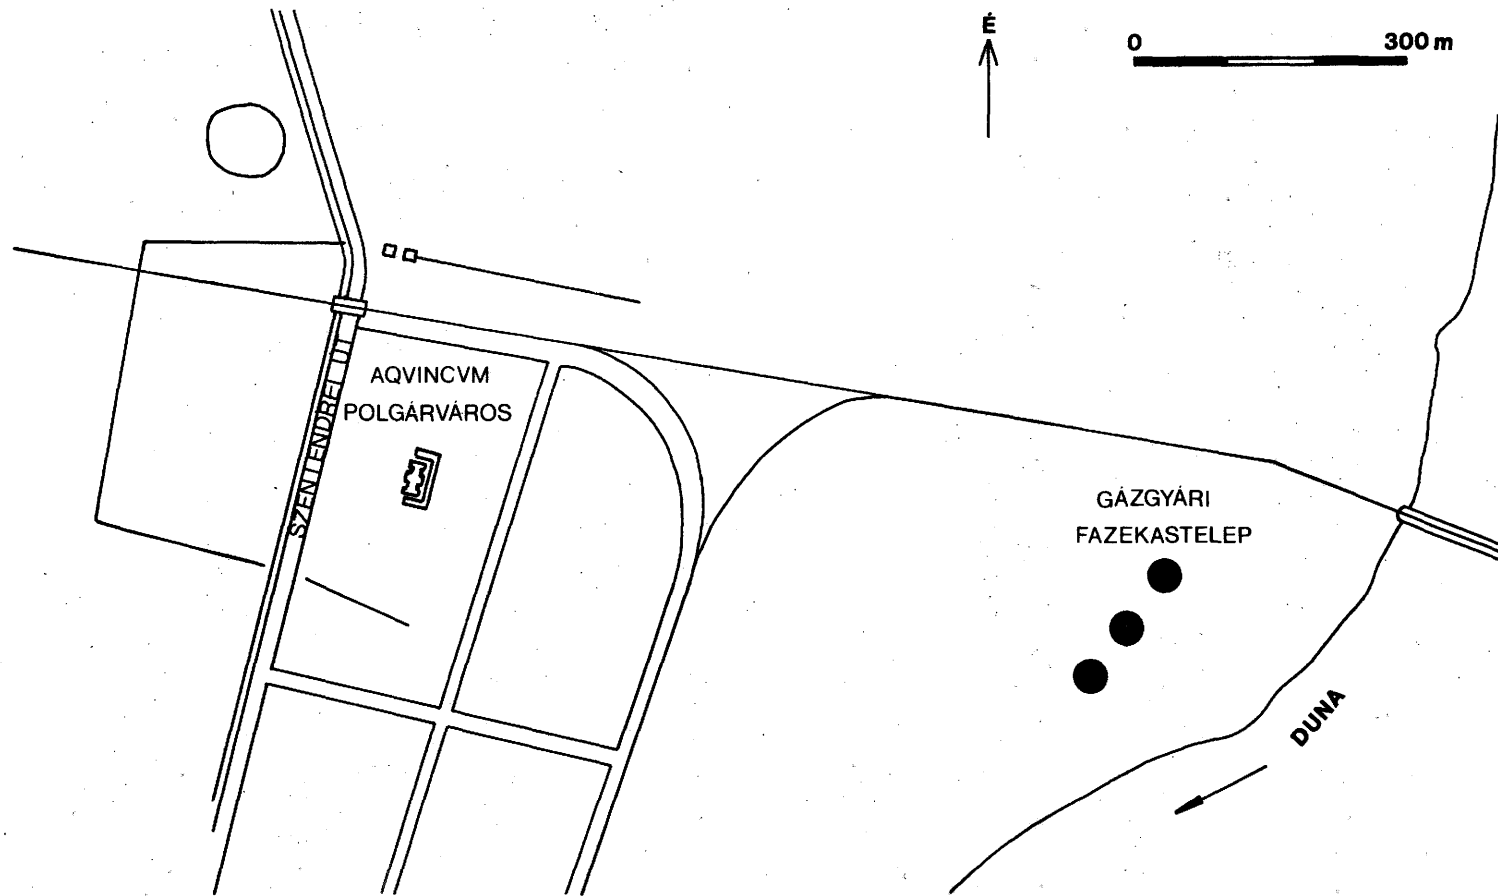 É
0 300 m
AQVINCVM
POLGÁRVÁROS
SZENTENDREI ÚT
GÁZGYÁRI
FAZEKASTELEP
DUNA